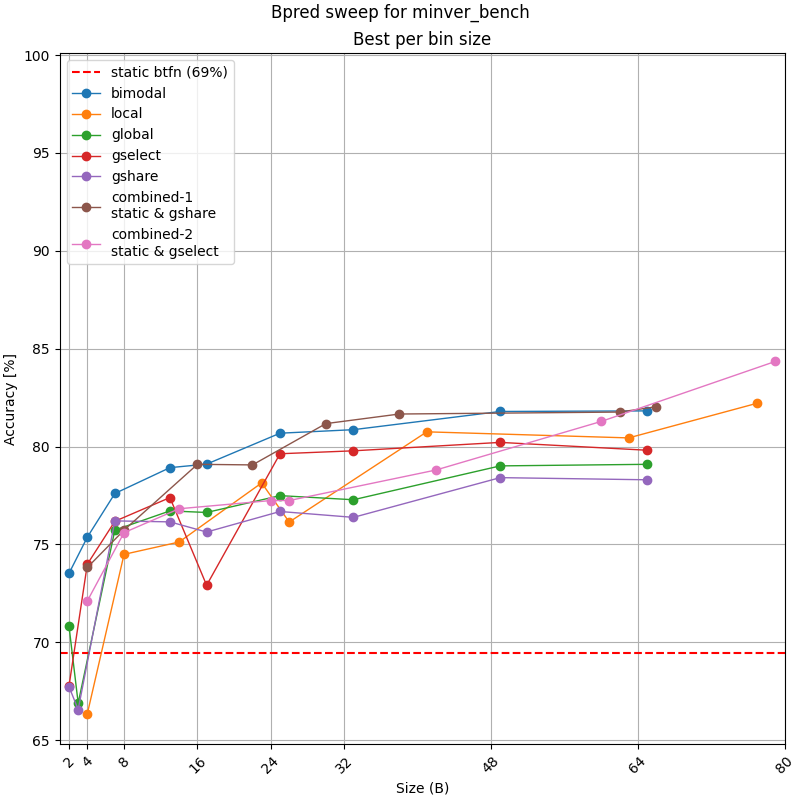 Bpred sweep for minver_bench
Best per bin size
100
95
90
85
80
75
70
65
Accuracy [%]
static btfn (69%)
bimodal
local
global
gselect
gshare
combined-1
static & gshare
combined-2
static & gselect
2
4
8
16
24
32
48
64
80
Size (B)